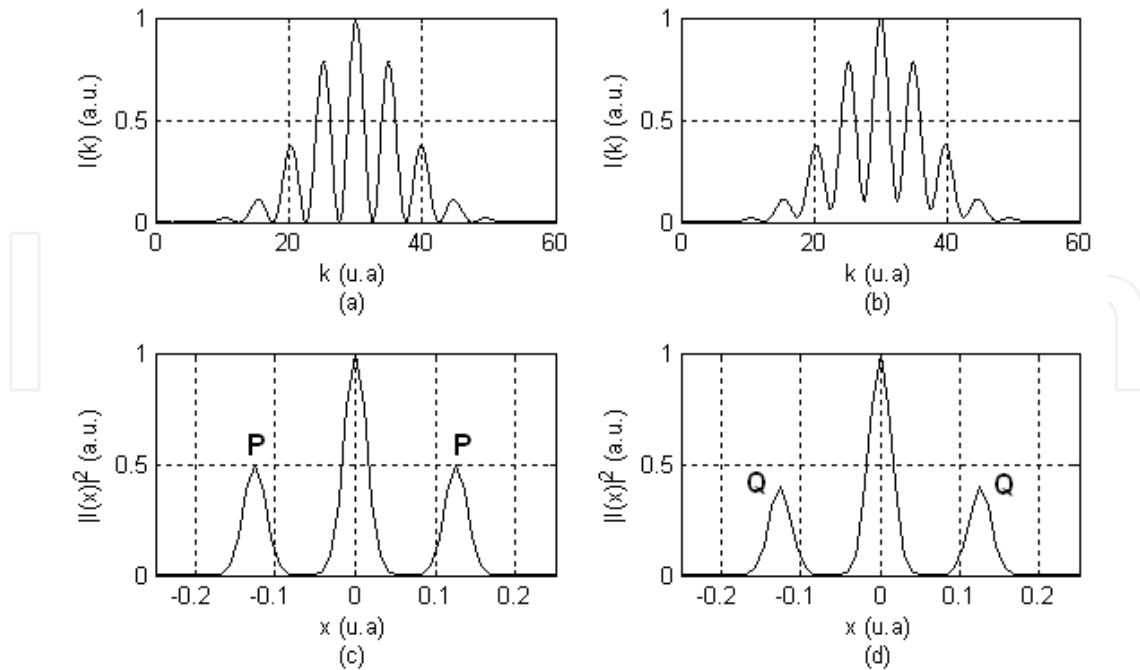 1
0.5
0
I(k) (a.u.)
0 20 40 60
k (u.a)
(a)
1
0.5
0
I(k) (a.u.)
0 20 40 60
k (u.a)
(b)
1
0.5
0
|I(x)|² (a.u.)
P P
-0.2 -0.1 0 0.1 0.2
x (u.a)
(c)
1
0.5
0
|I(x)|² (a.u.)
Q Q
-0.2 -0.1 0 0.1 0.2
x (u.a)
(d)